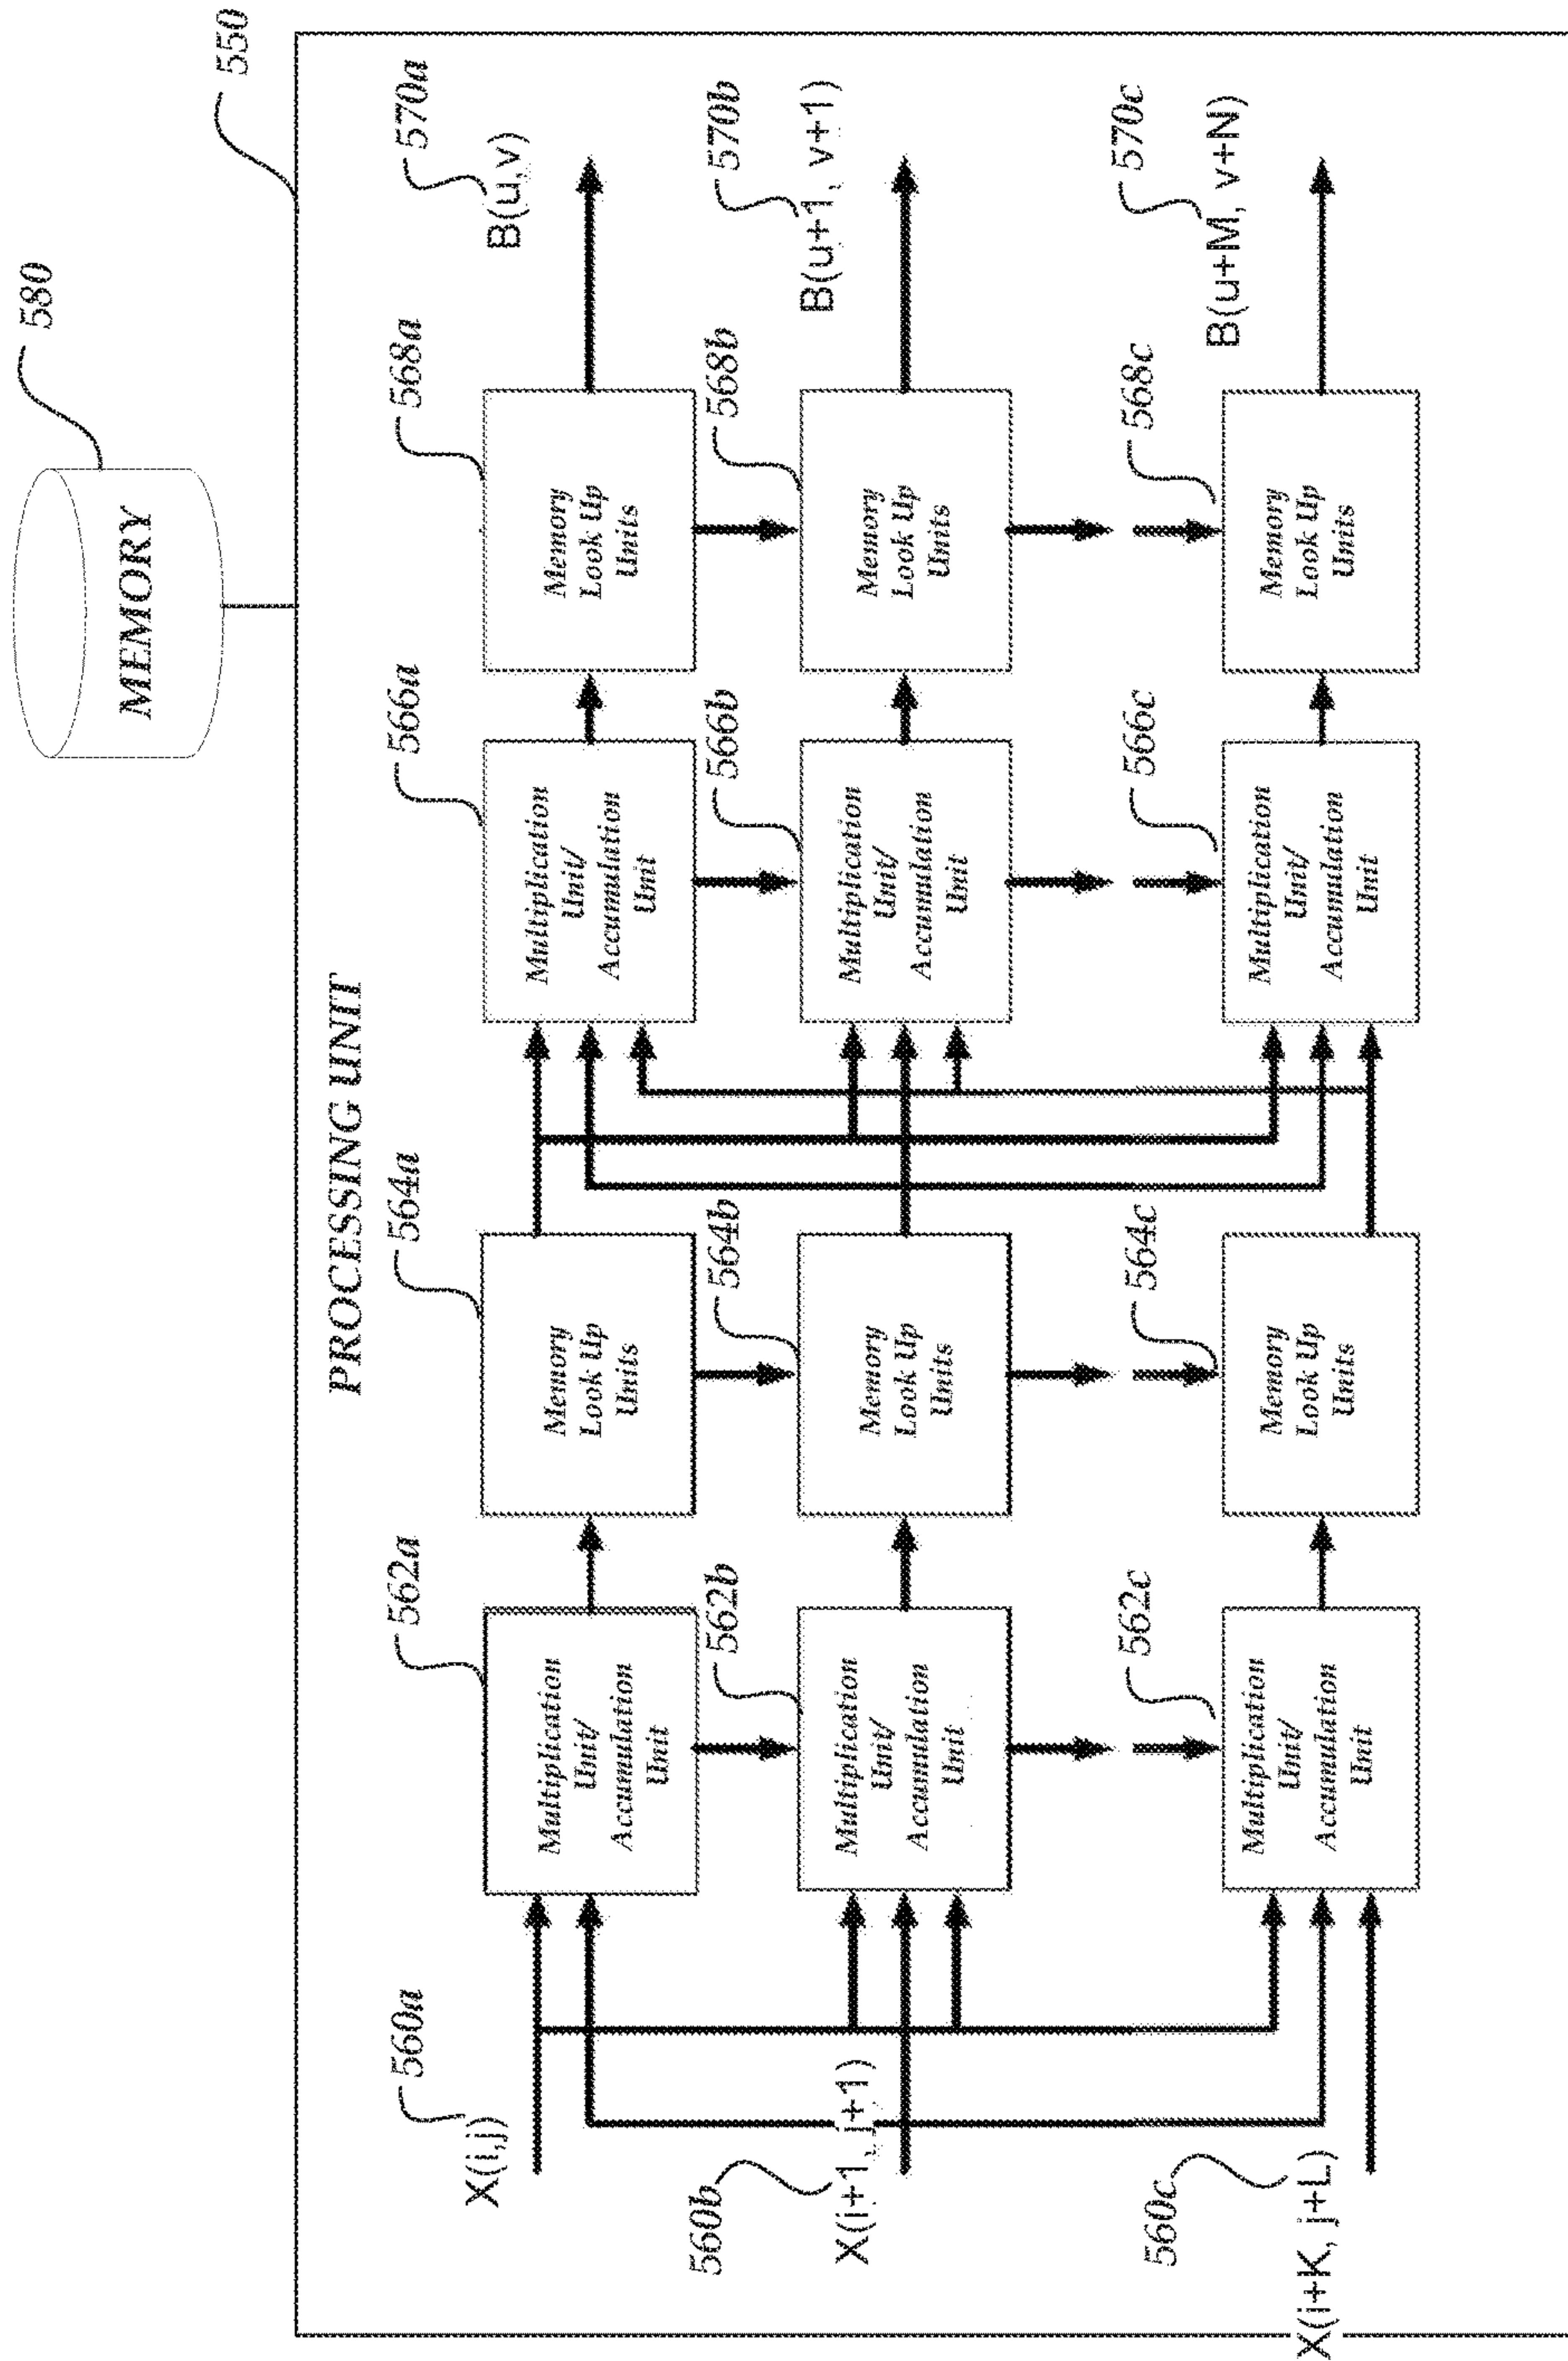 580
MEMORY
550
PROCESSING UNIT
560a
X(i,j)
562a
Multiplication
Unit/
Accumulation
Unit
564a
Memory
Look Up
Units
566a
Multiplication
Unit/
Accumulation
Unit
568a
Memory
Look Up
Units
570a
B(u,v)
560b
X(i+1, j+1)
562b
Multiplication
Unit/
Accumulation
Unit
564b
Memory
Look Up
Units
566b
Multiplication
Unit/
Accumulation
Unit
568b
Memory
Look Up
Units
570b
B(u+1, v+1)
560c
X(i+K, j+L)
562c
Multiplication
Unit/
Accumulation
Unit
564c
Memory
Look Up
Units
566c
Multiplication
Unit/
Accumulation
Unit
568c
Memory
Look Up
Units
570c
B(u+M, v+N)